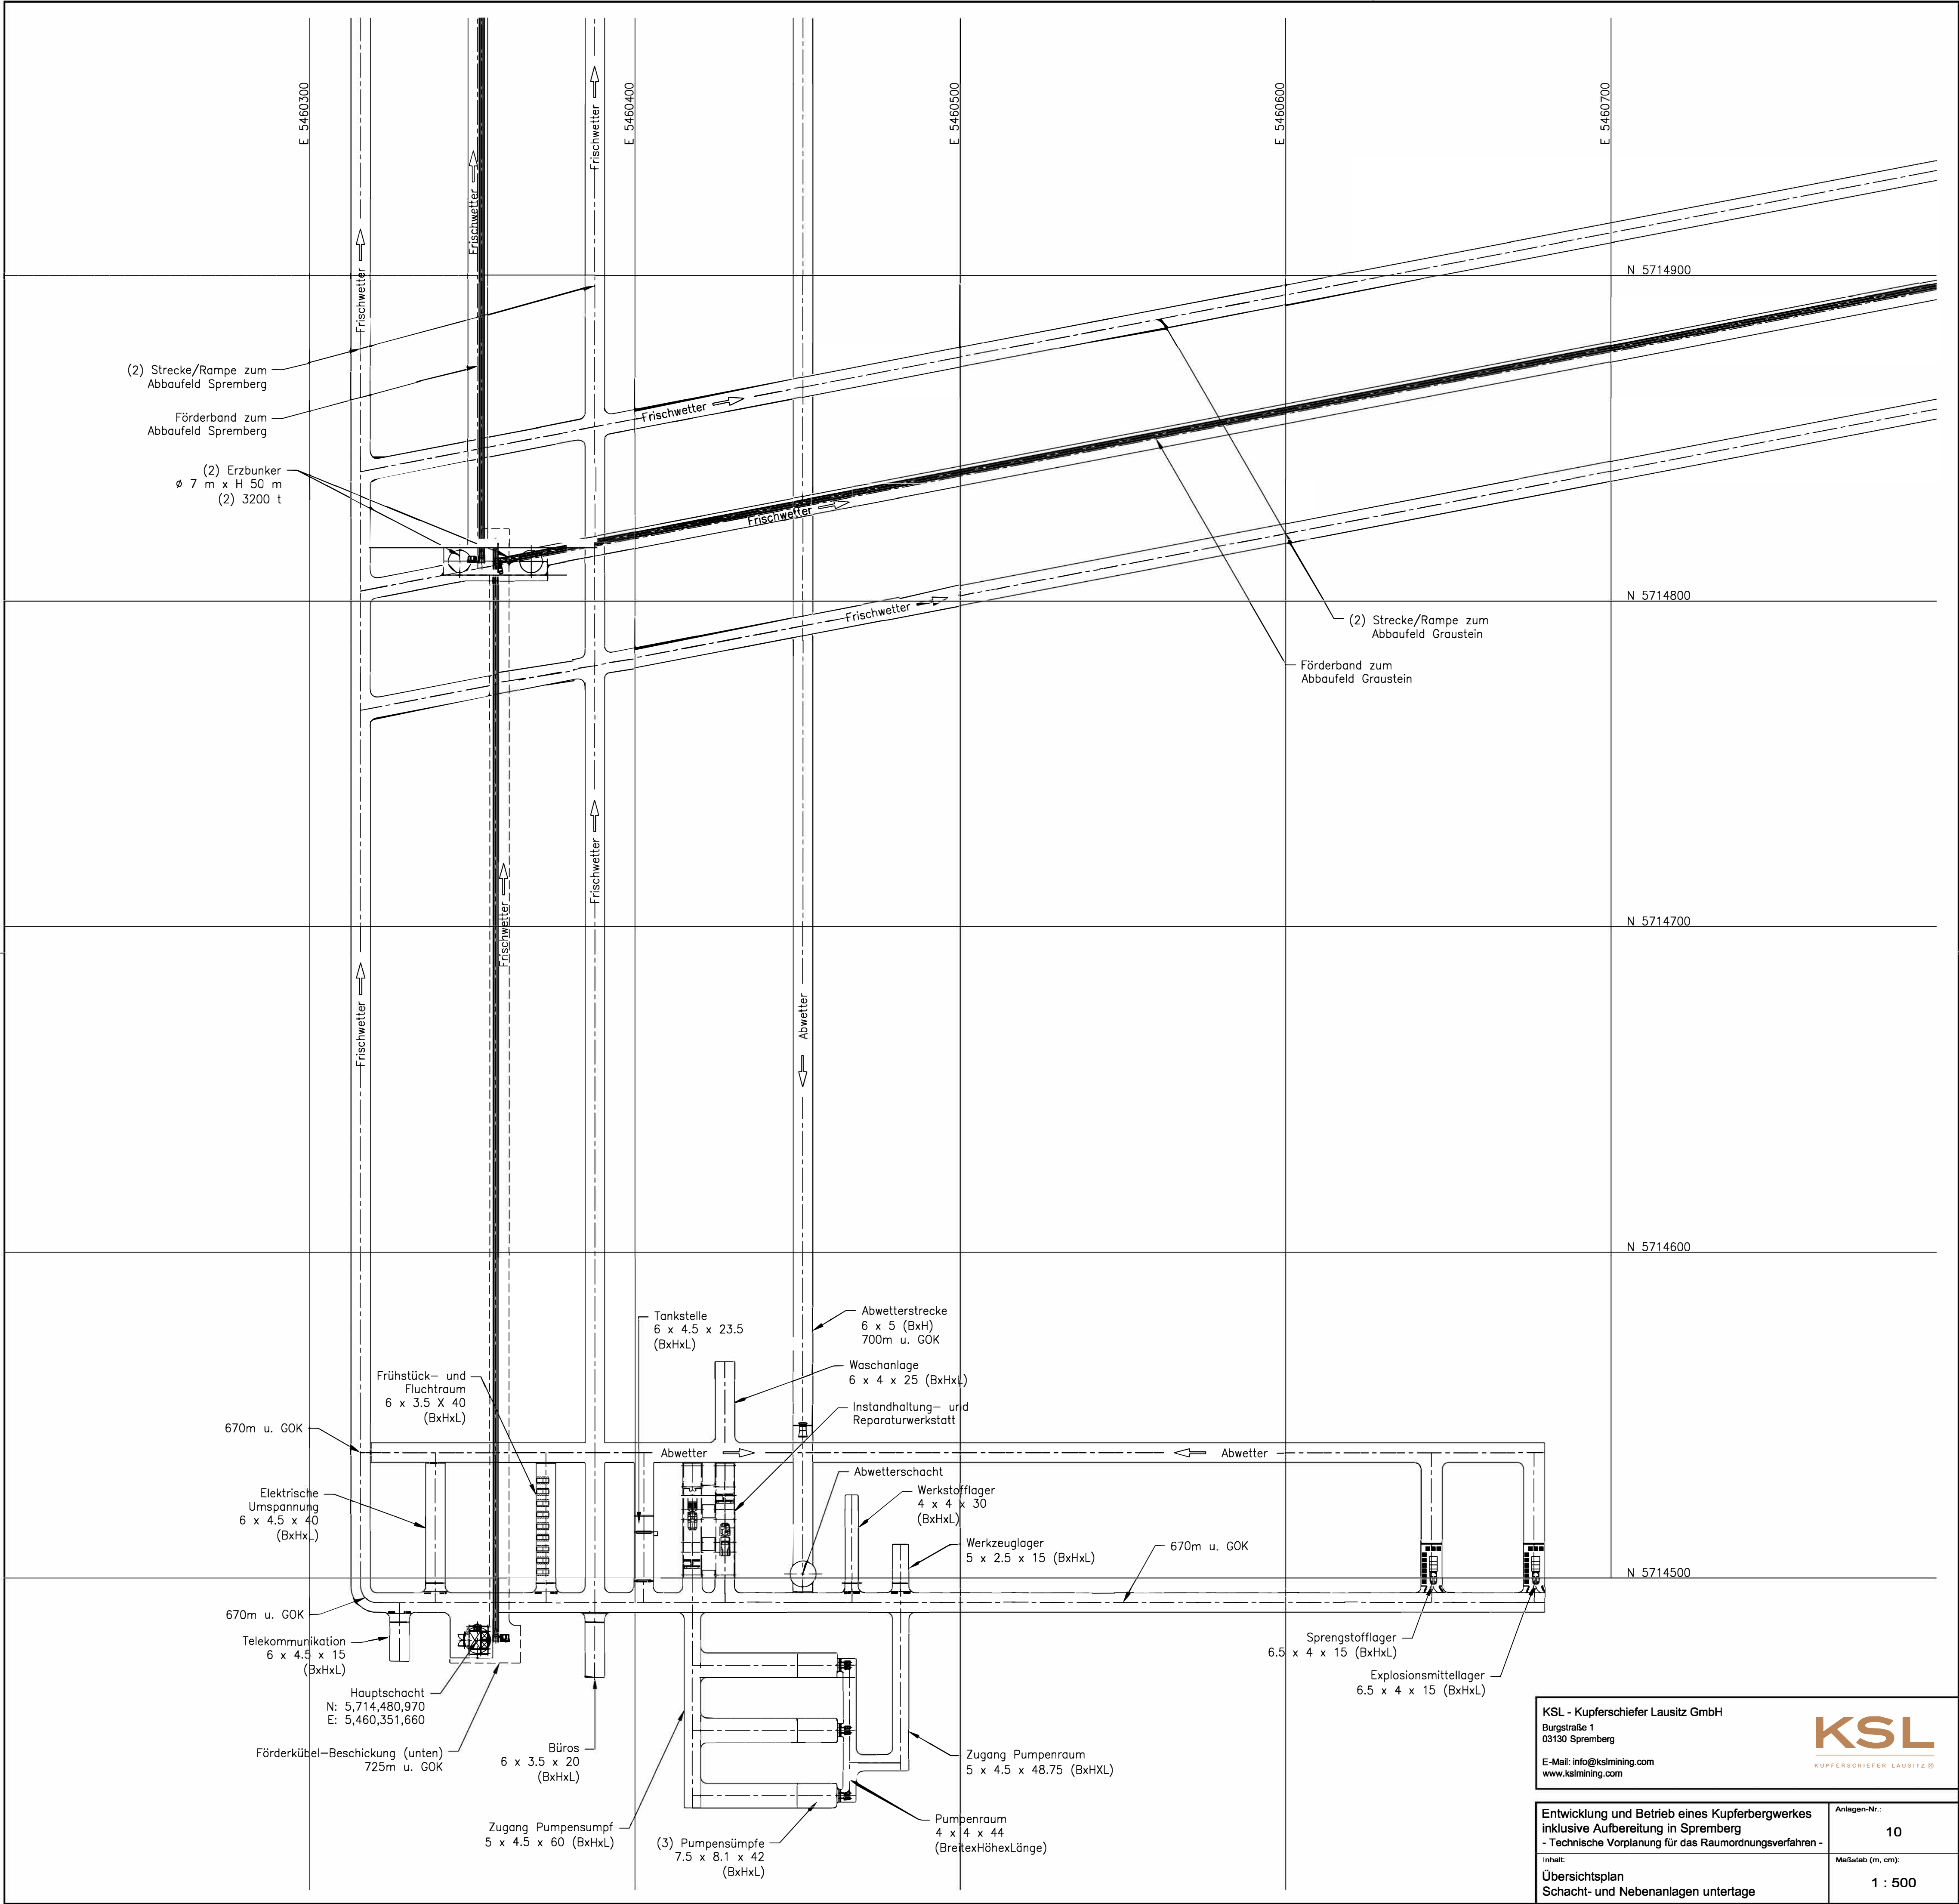 E 5460300
E 5460400
E 5460500
E 5460600
E 5460700
Frischwetter
Frischwetter
Frischwetter
N 5714900
(2) Strecke/Rampe zum
Abbaufeld Spremberg
Förderband zum
Abbaufeld Spremberg
Frischwetter
(2) Erzbunker
ø 7 m x H 50 m
(2) 3200 t
Frischwetter
N 5714800
Frischwetter
(2) Strecke/Rampe zum
Abbaufeld Graustein
Förderband zum
Abbaufeld Graustein
Frischwetter
Frischwetter
N 5714700
Frischwetter
Abwetter
N 5714600
Tankstelle
6 x 4.5 x 23.5
(BxHxL)
Abwetterstrecke
6 x 5 (BxH)
700m u. GOK
Waschanlage
6 x 4 x 25 (BxHxL)
Frühstück- und
Fluchtraum
6 x 3.5 X 40
(BxHxL)
Instandhaltung- und
Reparaturwerkstatt
670m u. GOK
Abwetter
Abwetter
Abwetterschacht
Elektrische
Umspannung
6 x 4.5 x 40
(BxHxL)
Werkstofflager
4 x 4 x 30
(BxHxL)
Werkzeuglager
5 x 2.5 x 15 (BxHxL)
670m u. GOK
N 5714500
670m u. GOK
Telekommunikation
6 x 4.5 x 15
(BxHxL)
Sprengstofflager
6.5 x 4 x 15 (BxHxL)
Explosionsmittellager
6.5 x 4 x 15 (BxHxL)
Hauptschacht
N: 5,714,480,970
E: 5,460,351,660
Förderkübel-Beschickung (unten)
725m u. GOK
Büros
6 x 3.5 x 20
(BxHxL)
Zugang Pumpenraum
5 x 4.5 x 48.75 (BxHXL)
Zugang Pumpensumpf
5 x 4.5 x 60 (BxHxL)
(3) Pumpensümpfe
7.5 x 8.1 x 42
(BxHxL)
Pumpenraum
4 x 4 x 44
(BreitexHöhexLänge)
KSL - Kupferschiefer Lausitz GmbH
Burgstraße 1
03130 Spremberg
E-Mail: info@kslmining.com
www.kslmining.com
KSL
KUPFERSCHIEFER LAUSITZ ®
Entwicklung und Betrieb eines Kupferbergwerkes
inklusive Aufbereitung in Spremberg
- Technische Vorplanung für das Raumordnungsverfahren -
Anlagen-Nr.:
10
Inhalt:
Übersichtsplan
Schacht- und Nebenanlagen untertage
Maßstab (m, cm):
1 : 500